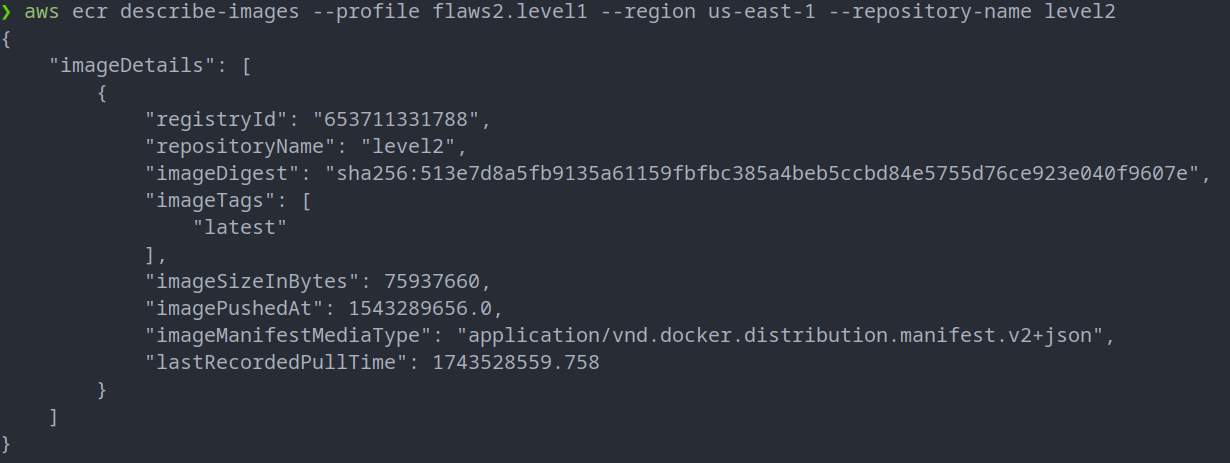 ❯ aws ecr describe-images --profile flaws2.level1 --region us-east-1 --repository-name level2
{
    "imageDetails": [
        {
            "registryId": "653711331788",
            "repositoryName": "level2",
            "imageDigest": "sha256:513e7d8a5fb9135a61159fbfbc385a4beb5ccbd84e5755d76ce923e040f9607e",
            "imageTags": [
                "latest"
            ],
            "imageSizeInBytes": 75937660,
            "imagePushedAt": 1543289656.0,
            "imageManifestMediaType": "application/vnd.docker.distribution.manifest.v2+json",
            "lastRecordedPullTime": 1743528559.758
        }
    ]
}